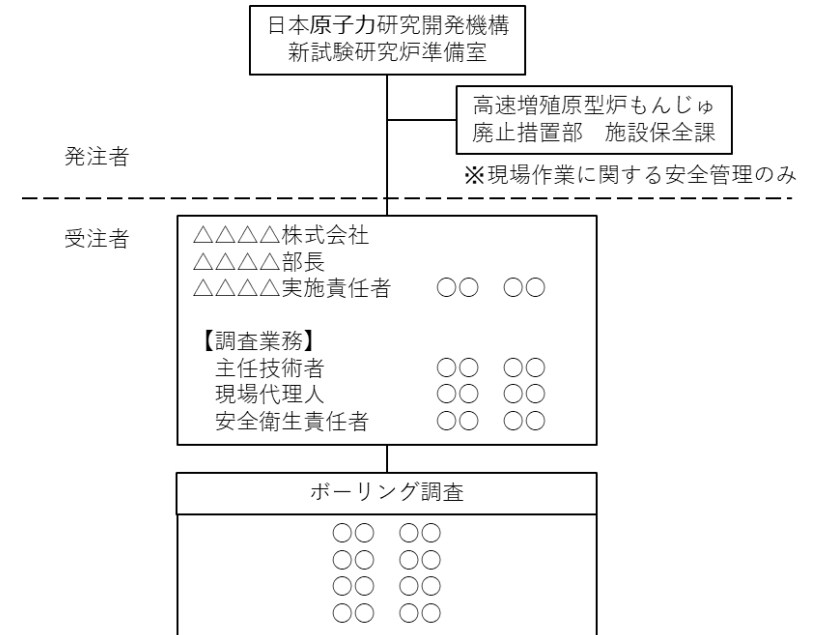 日本原子力研究開発機構
新試験研究炉準備室
高速増殖原型炉もんじゅ
廃止措置部　施設保全課
発注者
※現場作業に関する安全管理のみ
受注者
△△△△株式会社
△△△△部長
△△△△実施責任者　○○　○○
【調査業務】
主任技術者　○○　○○
現場代理人　○○　○○
安全衛生責任者　○○　○○
ボーリング調査
○○　○○
○○　○○
○○　○○
○○　○○